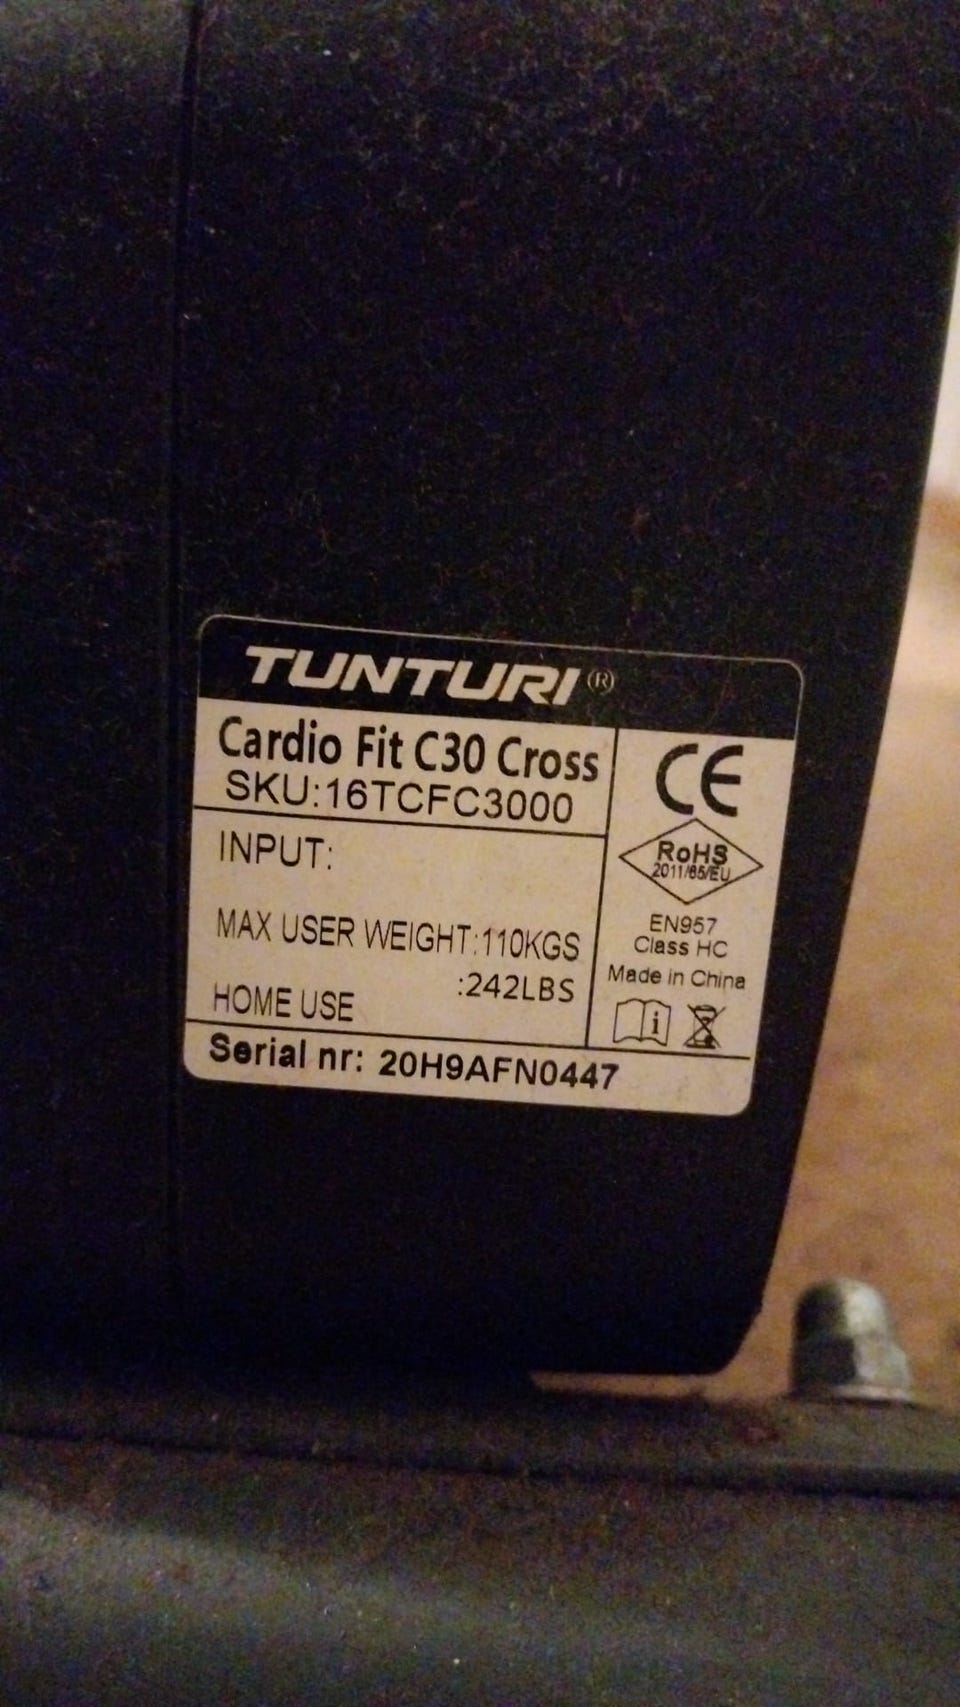 TUNTURI®
Cardio Fit C30 Cross
SKU:16TCFC3000
INPUT:
MAX USER WEIGHT:110KGS
:242LBS
HOME USE
CE
RoHS
2011/65/EU
EN957
Class HC
Made in China
i
Serial nr: 20H9AFN0447